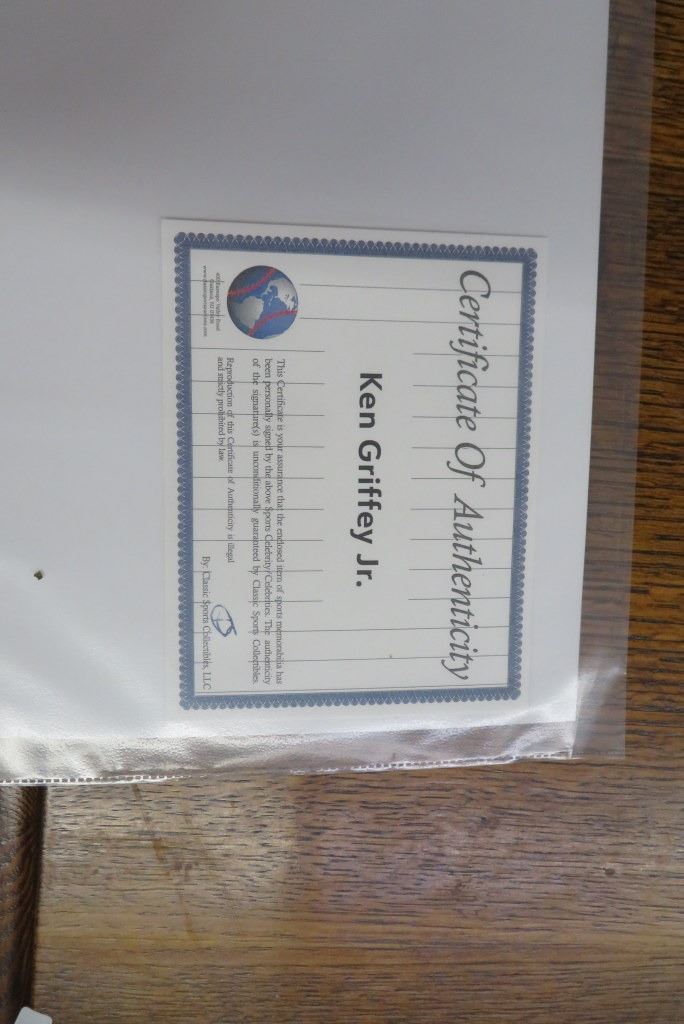 Certificate Of Authenticity
Ken Griffey Jr.
This Certificate is your assurance that the enclosed item of sports memorabilia has
been personally signed by the above Sports Celebrity/Celebrities. The authenticity
of the signature(s) is unconditionally guaranteed by Classic Sports Collectibles.
Reproduction of this Certificate of Authenticity is illegal
and strictly prohibited by law.
By: Classic Sports Collectibles, LLC